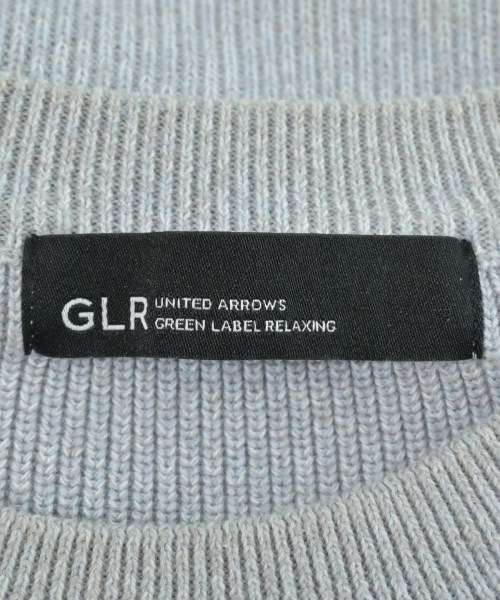 GLR
UNITED ARROWS
GREEN LABEL RELAXING